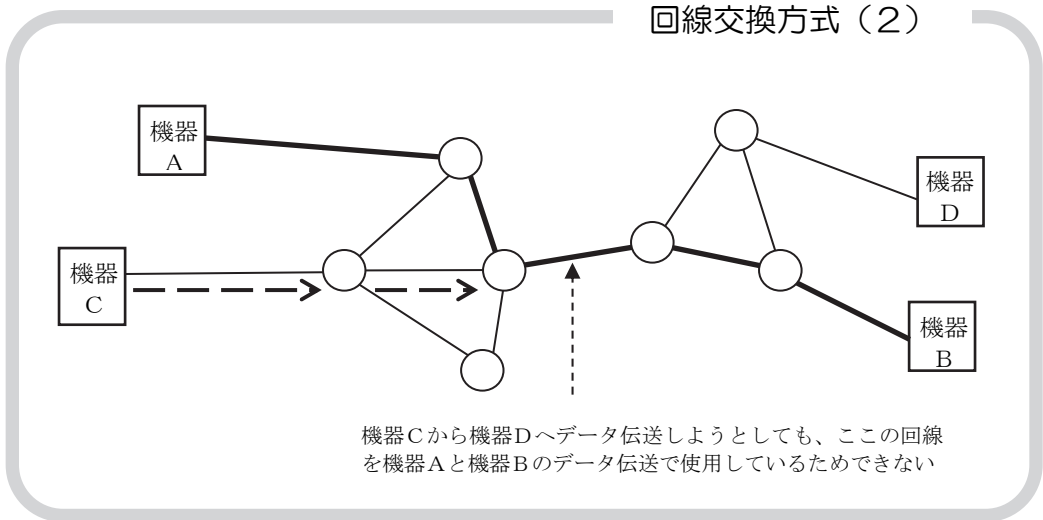 回線交換方式（２）
機器
A
機器
D
機器
C
機器
B
機器Cから機器Dへデータ伝送しようとしても、ここの回線
を機器Aと機器Bのデータ伝送で使用しているためできない